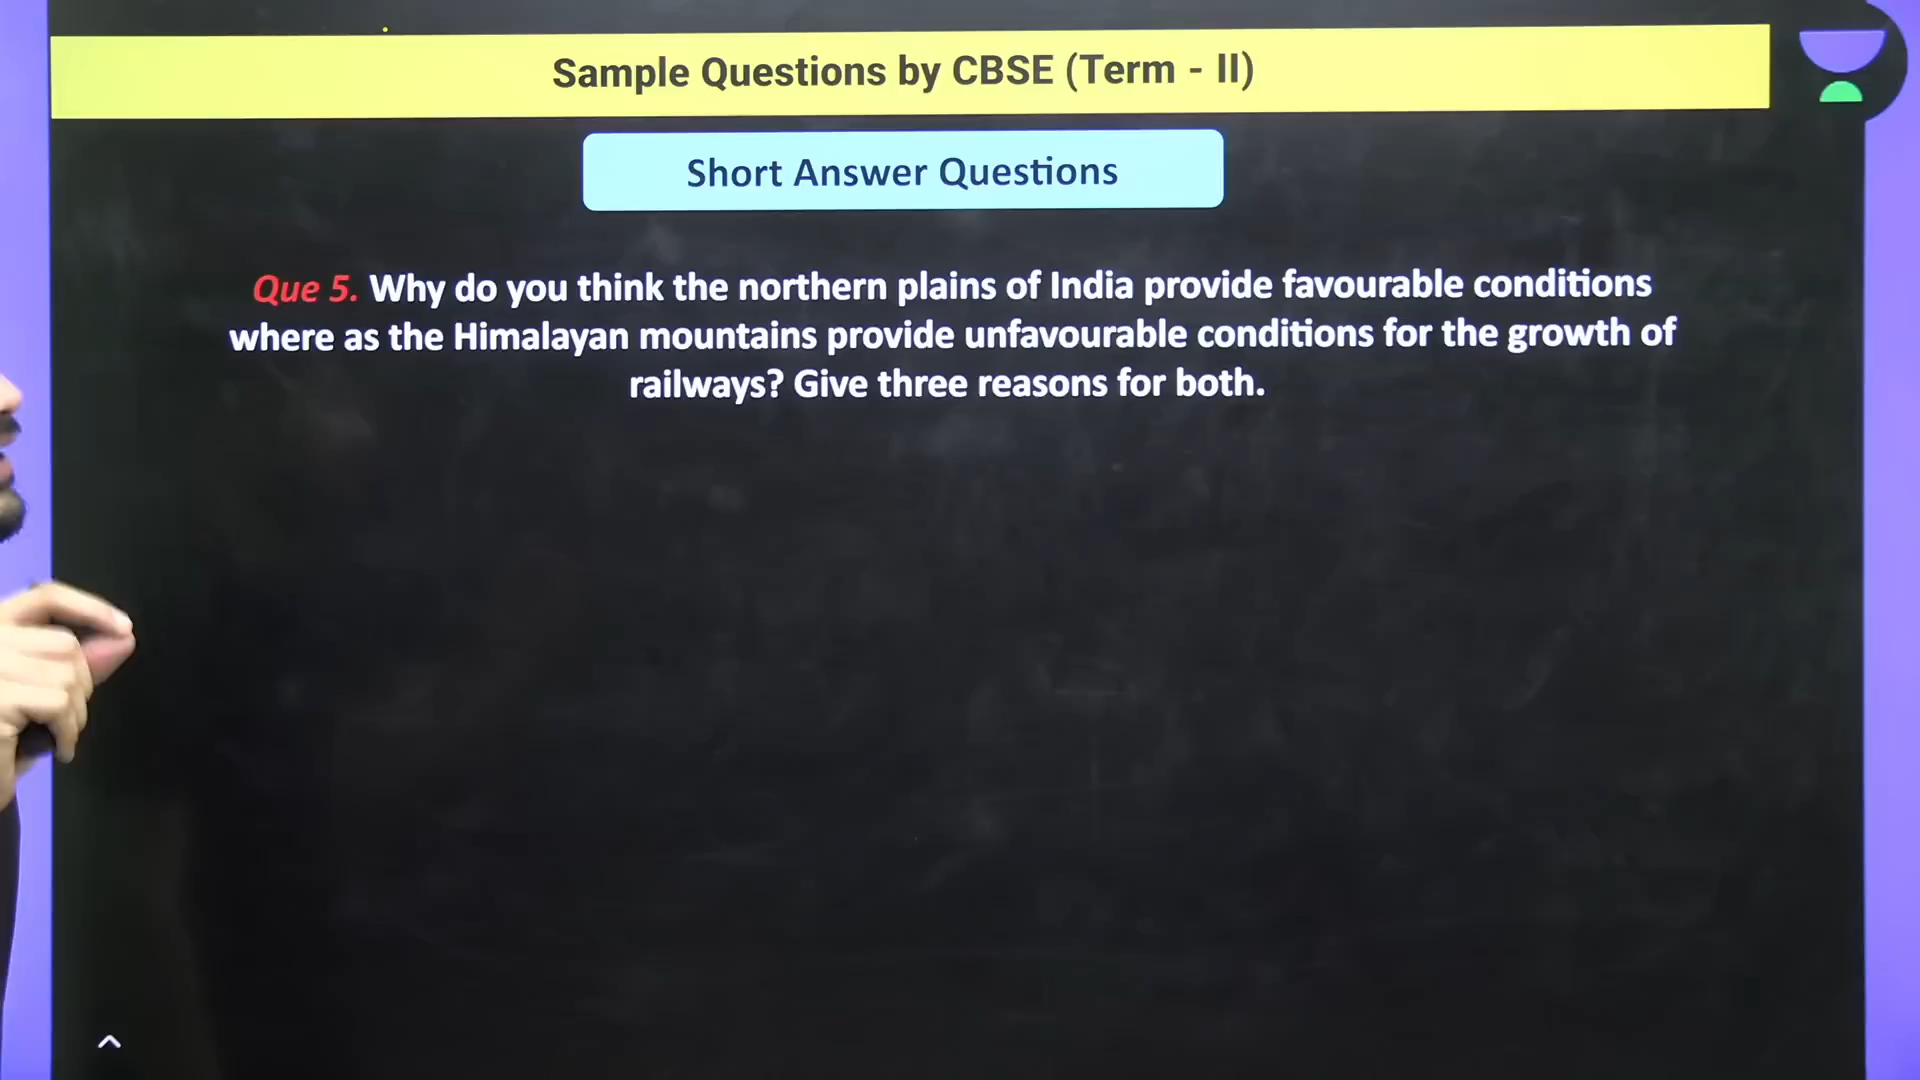 Sample Questions by CBSE (Term - II)
Short Answer Questions
Que 5. Why do you think the northern plains of India provide favourable conditions
where as the Himalayan mountains provide unfavourable conditions for the growth of
railways? Give three reasons for both.